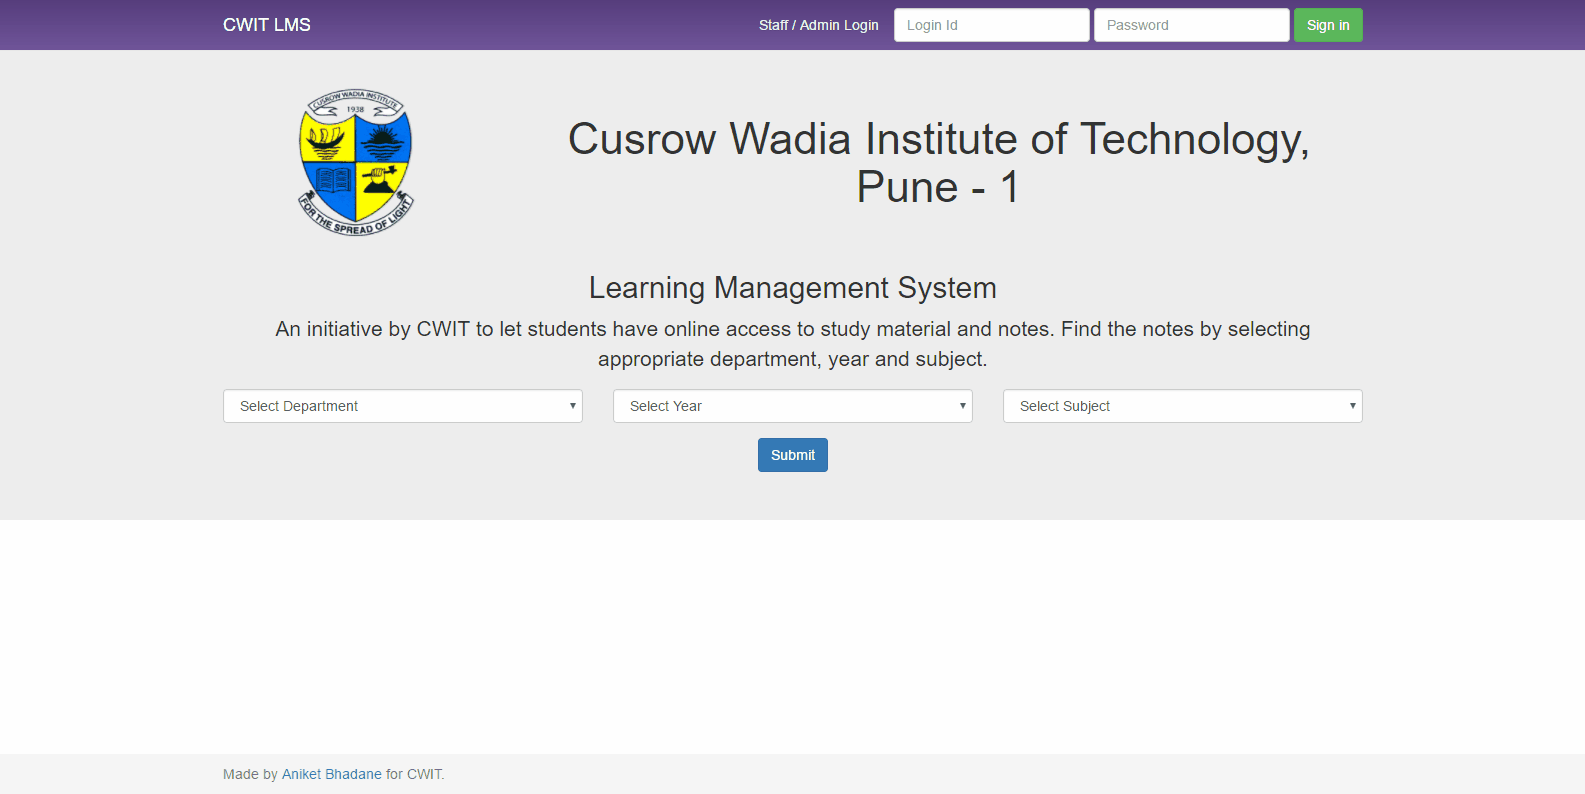 CWIT LMS
Staff / Admin Login
Login Id
Password
Sign in
CUSROW WADIA INSTITUTE
1938
FOR THE SPREAD OF LIGHT
Cusrow Wadia Institute of Technology,
Pune - 1
Learning Management System
An initiative by CWIT to let students have online access to study material and notes. Find the notes by selecting
appropriate department, year and subject.
Select Department
Select Year
Select Subject
Submit
Made by Aniket Bhadane for CWIT.